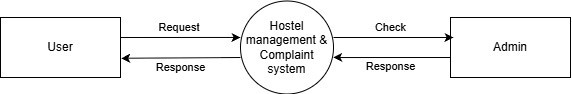 User
Request
Response
Hostel
management &
Complaint
system
Check
Response
Admin